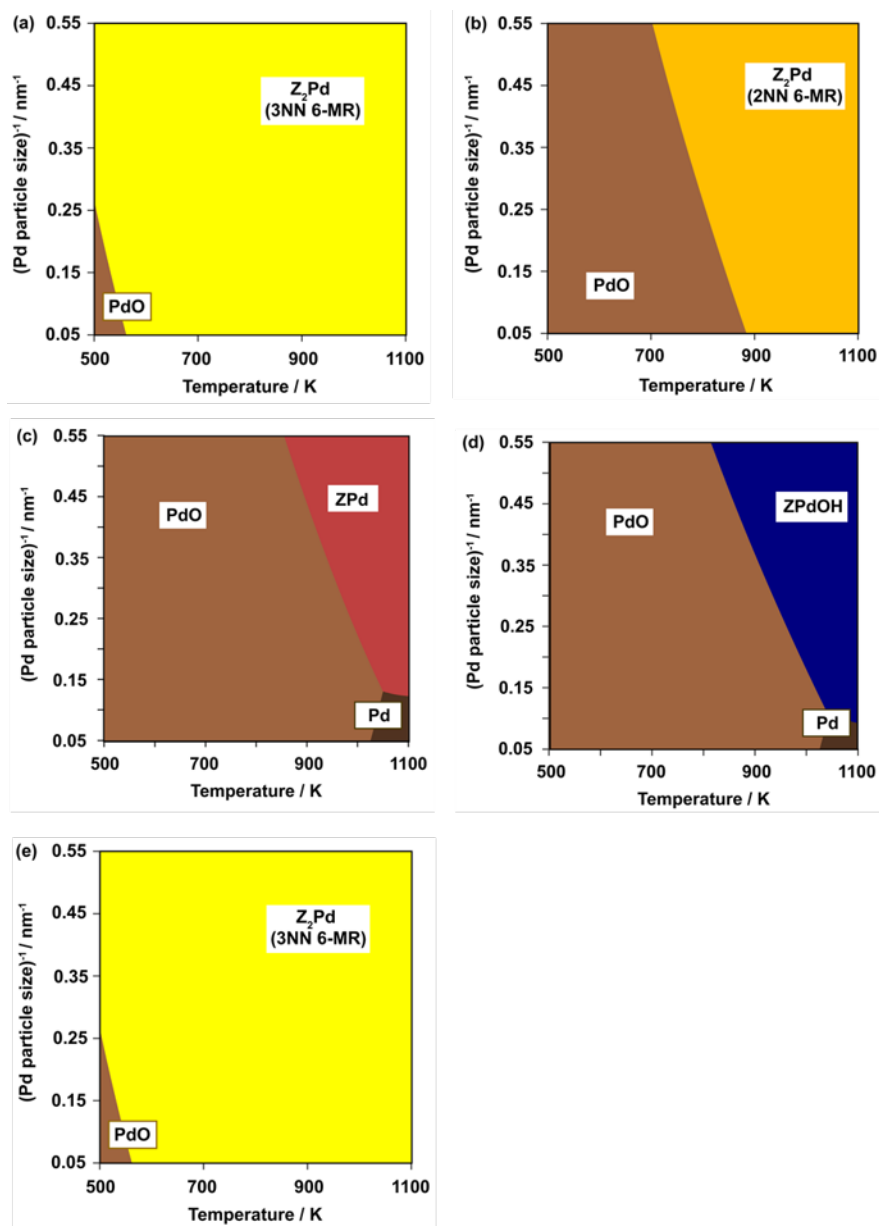 (a)
0.55
0.45
0.35
0.25
0.15
0.05
(Pd particle size)⁻¹ / nm⁻¹
Z₂Pd
(3NN 6-MR)
PdO
500 700 900 1100
Temperature / K
(b)
0.55
0.45
0.35
0.25
0.15
0.05
(Pd particle size)⁻¹ / nm⁻¹
Z₂Pd
(2NN 6-MR)
PdO
500 700 900 1100
Temperature / K
(c)
0.55
0.45
0.35
0.25
0.15
0.05
(Pd particle size)⁻¹ / nm⁻¹
PdO
ZPd
Pd
500 700 900 1100
Temperature / K
(d)
0.55
0.45
0.35
0.25
0.15
0.05
(Pd particle size)⁻¹ / nm⁻¹
PdO
ZPdOH
Pd
500 700 900 1100
Temperature / K
(e)
0.55
0.45
0.35
0.25
0.15
0.05
(Pd particle size)⁻¹ / nm⁻¹
Z₂Pd
(3NN 6-MR)
PdO
500 700 900 1100
Temperature / K